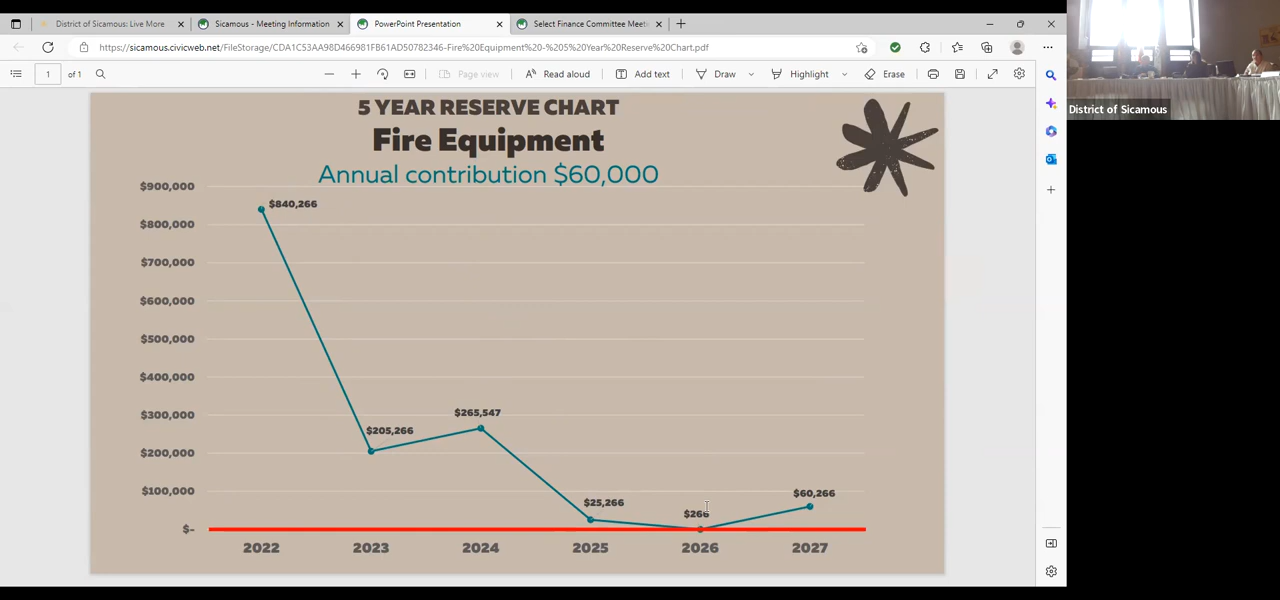 District of Sicamous: Live More
Sicamous - Meeting Information
PowerPoint Presentation
Select Finance Committee Meeti
https://sicamous.civicweb.net/FileStorage/CDA1C53AA98D466981FB61AD50782346-Fire%20Equipment%20-%205%20Year%20Reserve%20Chart.pdf
1 of 1
Page view
Read aloud
Add text
Draw
Highlight
Erase
District of Sicamous
5 YEAR RESERVE CHART
Fire Equipment
Annual contribution $60,000
$900,000
$840,266
$800,000
$700,000
$600,000
$500,000
$400,000
$300,000
$265,547
$205,266
$200,000
$100,000
$60,266
$25,266
$266
$-
2022 2023 2024 2025 2026 2027